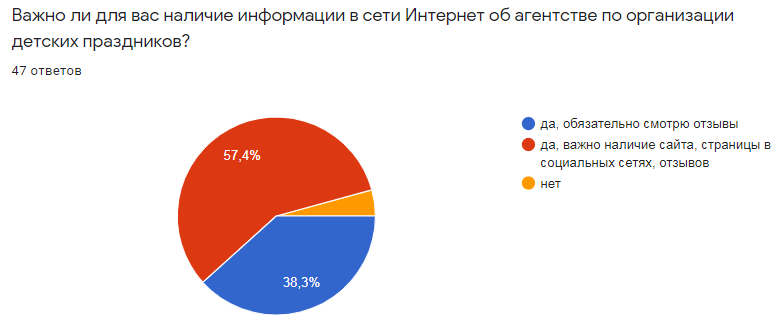 Важно ли для вас наличие информации в сети Интернет об агентстве по организации
детских праздников?
47 ответов
57,4%
38,3%
да, обязательно смотрю отзывы
да, важно наличие сайта, страницы в
социальных сетях, отзывов
нет